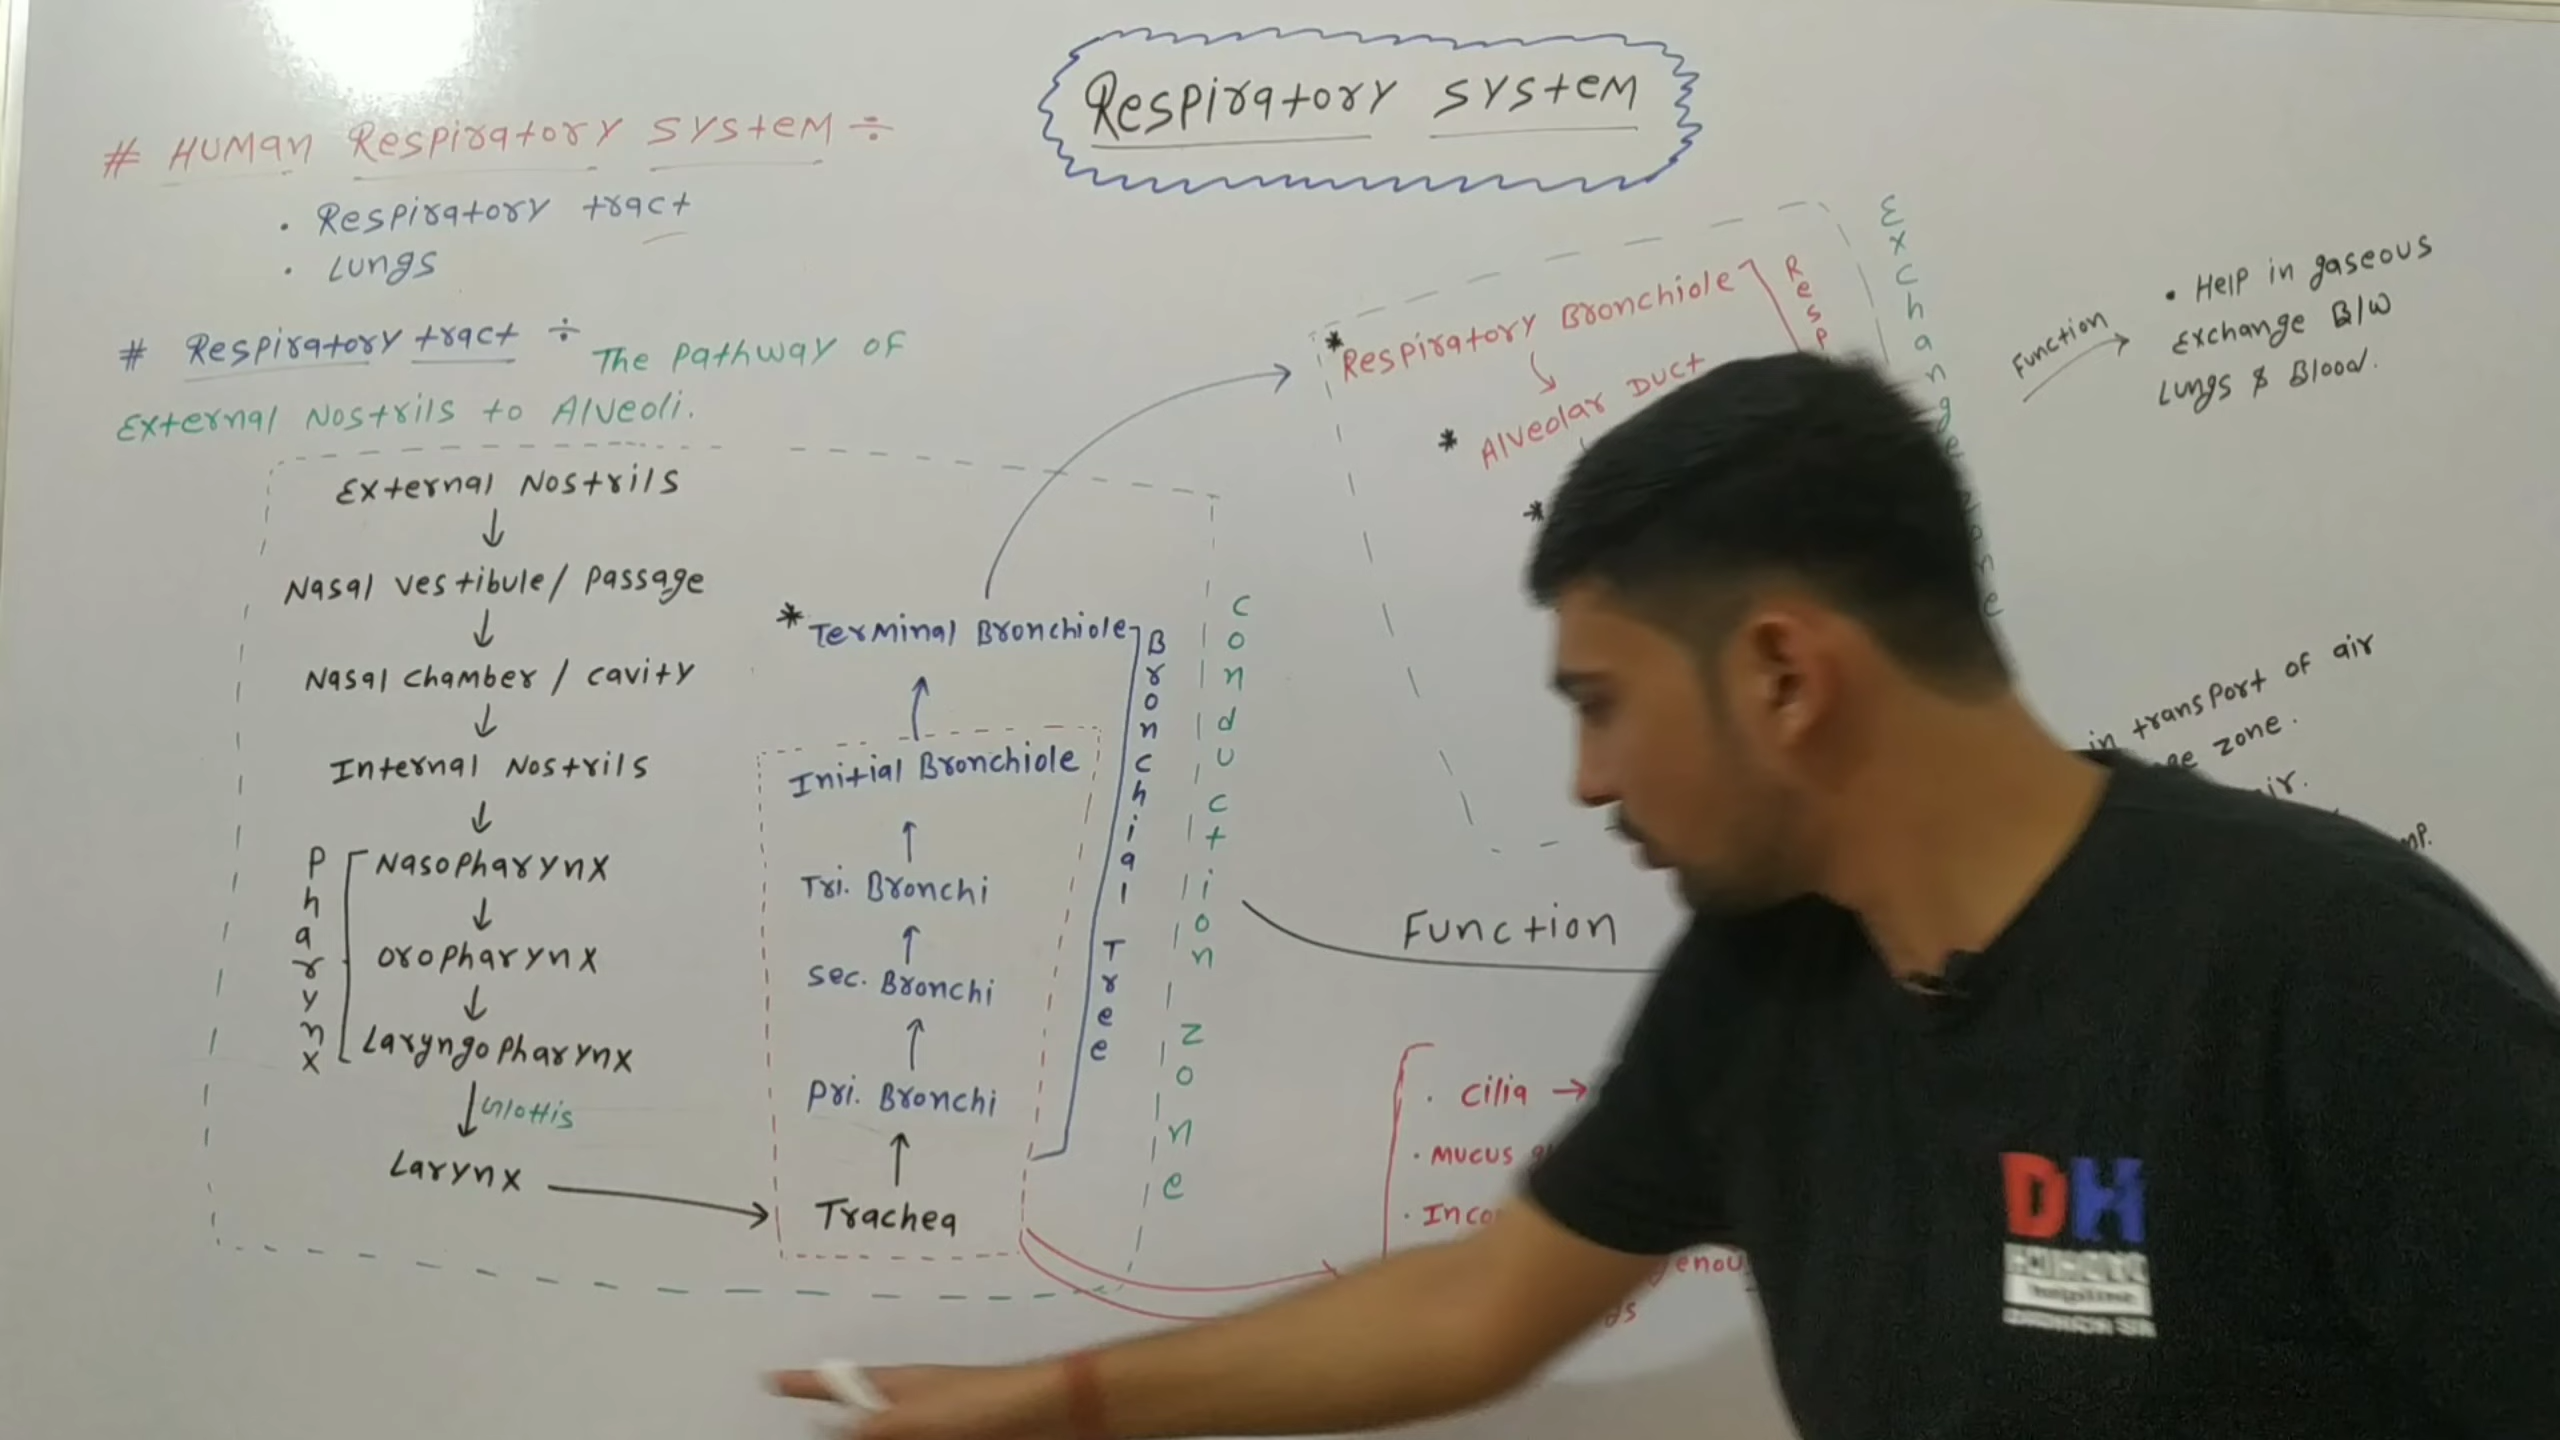 Respiratory system
# Human Respiratory system ÷
• Respiratory tract
• Lungs
# Respiratory tract ÷ The pathway of
External Nostrils to Alveoli.
External Nostrils
↓
Nasal vestibule / passage
↓
Nasal chamber / cavity
↓
Internal Nostrils
↓
Pharynx
Nasopharynx
↓
oropharynx
↓
Laryngopharynx
↓ Glottis
Larynx →
Trachea
↑
pri. Bronchi
↑
sec. Bronchi
↑
Tri. Bronchi
↑
Initial Bronchiole
↑
* Terminal Bronchiole
Bronchial Tree
Conduction zone
* Respiratory Bronchiole
↓
* Alveolar Duct
*
Resp
Exchange
Function
• Help in gaseous
Exchange B/W
Lungs & Blood.
Function
in transport of air
zone.
• cilia →
• mucus
DH